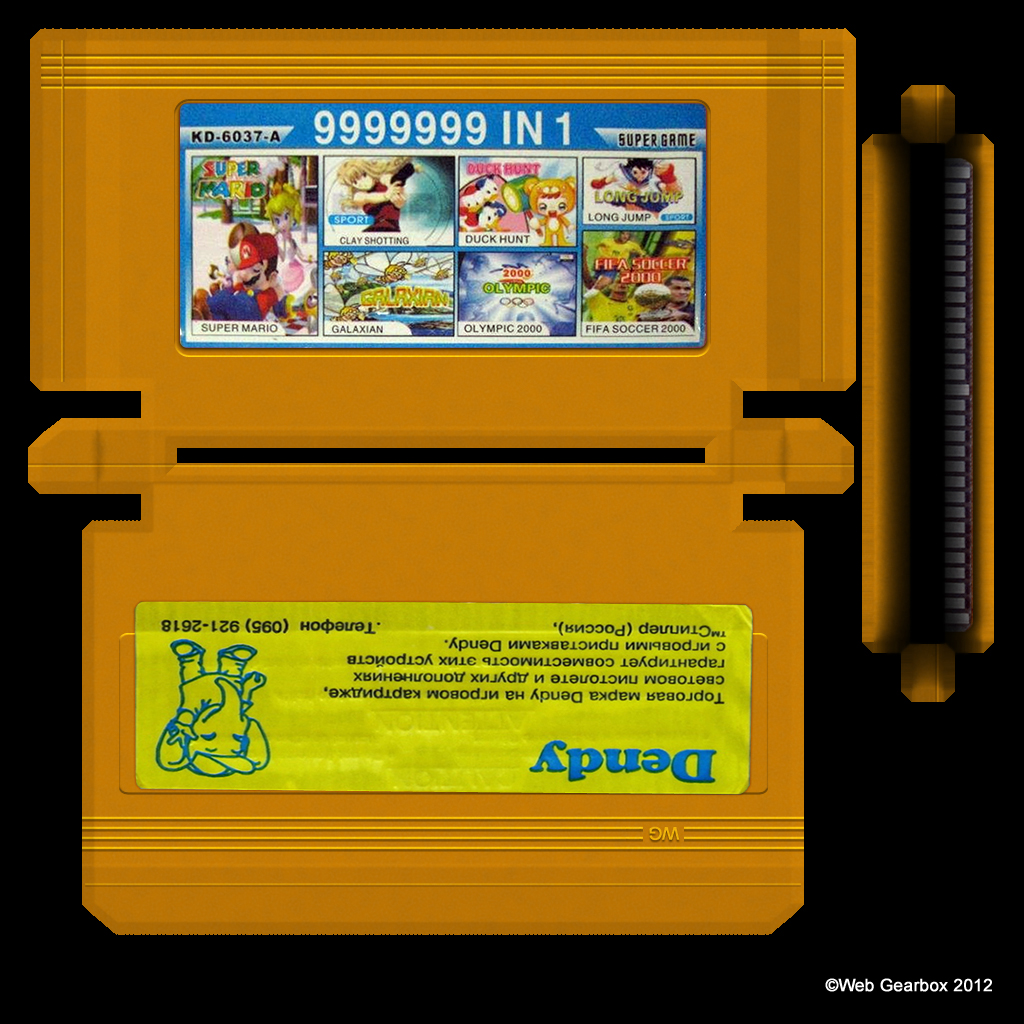 KD-6037-A
9999999 IN 1
SUPER GAME
SUPER
MARIO
SUPER MARIO
SPORT
CLAY SHOTTING
DUCK HUNT
DUCK HUNT
LONG JUMP
LONG JUMP SPORT
GALAXIAN
GALAXIAN
2000
OLYMPIC
OLYMPIC 2000
FIFA SOCCER
2000
FIFA SOCCER 2000
WG
Dendy
Торговая марка Dendy на игровом картридже,
световом пистолете и других дополнениях
гарантирует совместимость этих устройств
с игровыми приставками Dendy.
™Стиплер (Россия),
.Телефон (095) 921-2618
©Web Gearbox 2012